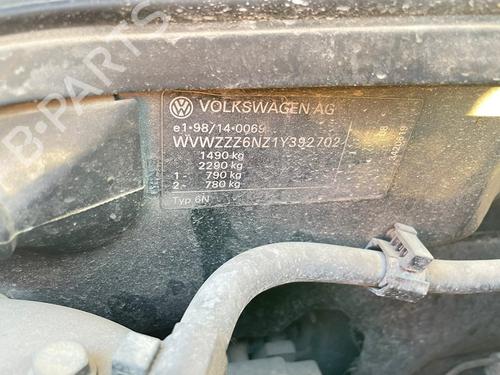 VOLKSWAGEN AG
e1*98/14*0069
WVWZZZ6NZ1Y392702
1490 kg
2290 kg
1 - 790 kg
2 - 780 kg
Typ 6N
B-PARTS